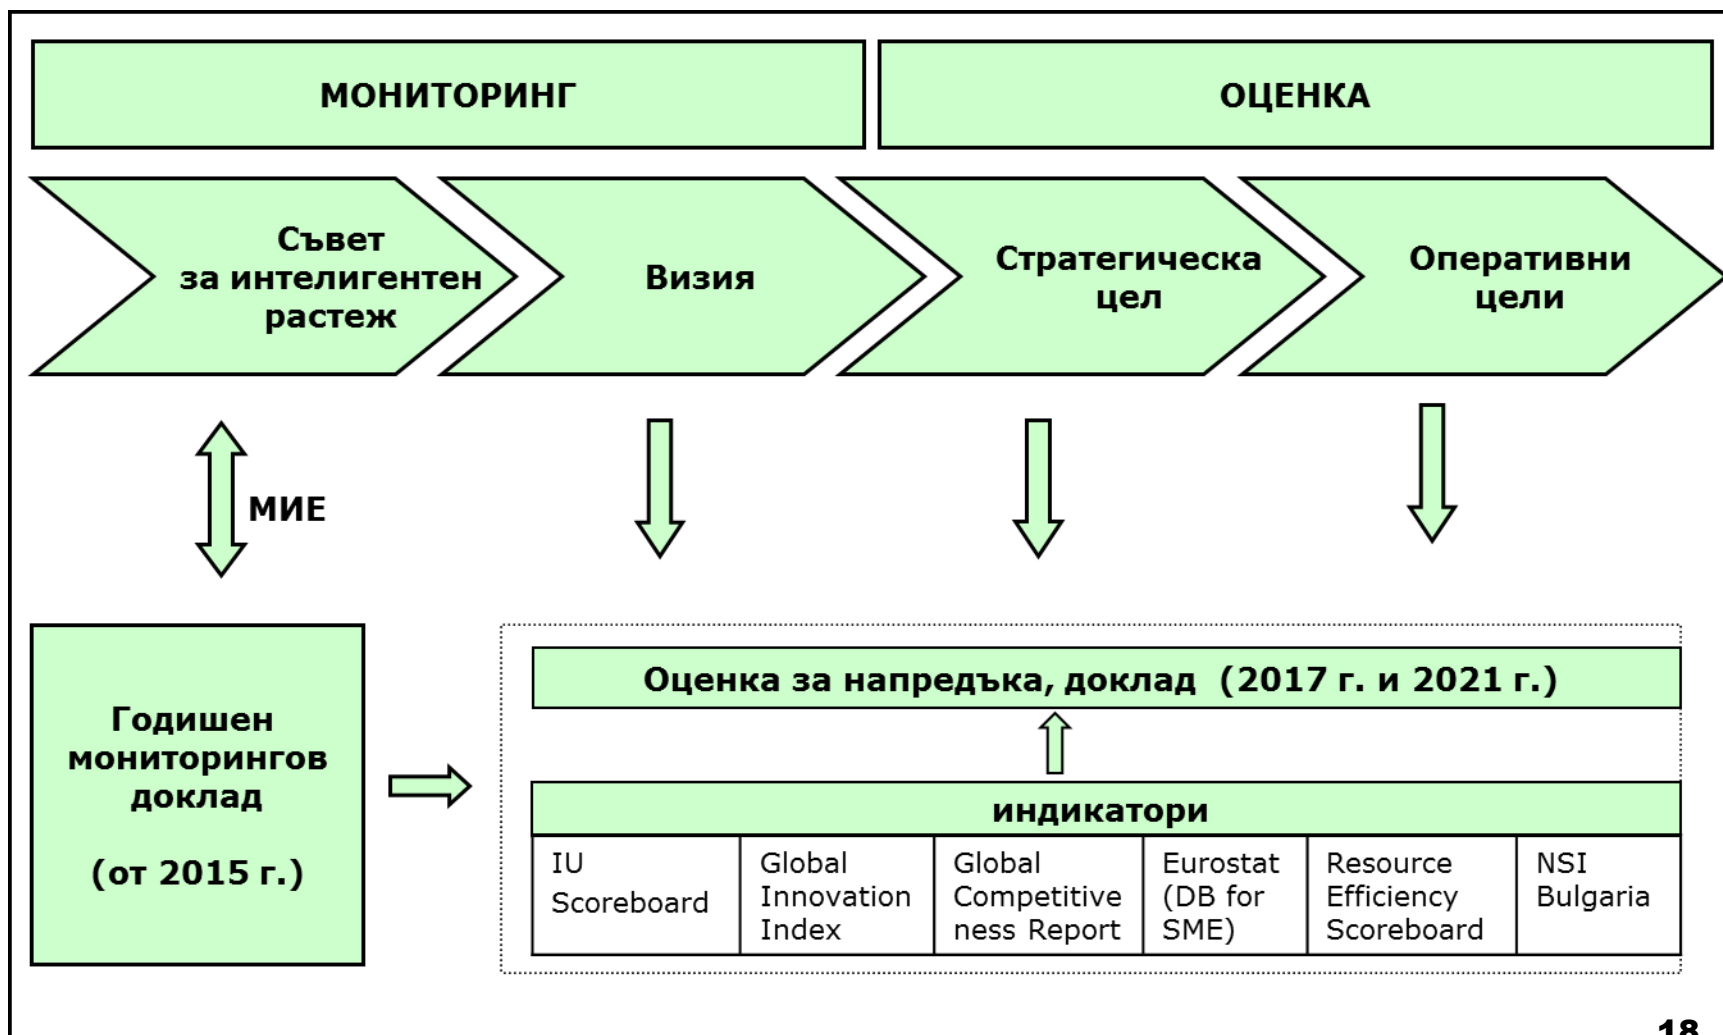 МОНИТОРИНГ
ОЦЕНКА
Съвет
за интелигентен
растеж
Визия
Стратегическа
цел
Оперативни
цели
МИЕ
Годишен
мониторингов
доклад
(от 2015 г.)
Оценка за напредъка, доклад (2017 г. и 2021 г.)
индикатори
IU
Scoreboard
Global
Innovation
Index
Global
Competitive
ness Report
Eurostat
(DB for
SME)
Resource
Efficiency
Scoreboard
NSI
Bulgaria
18